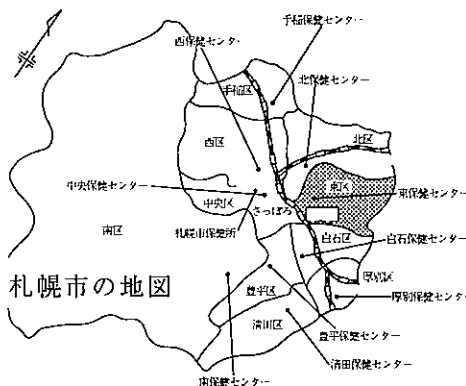 手稲保健センター
西保健センター
北保健センター
手稲区
北区
西区
東区
中央保健センター
東保健センター
中央区
さっぽろ
南区
札幌市保健所
白石区
白石保健センター
札幌市の地図
厚別区
豊平区
厚別保健センター
清田区
豊平保健センター
清田保健センター
南保健センター